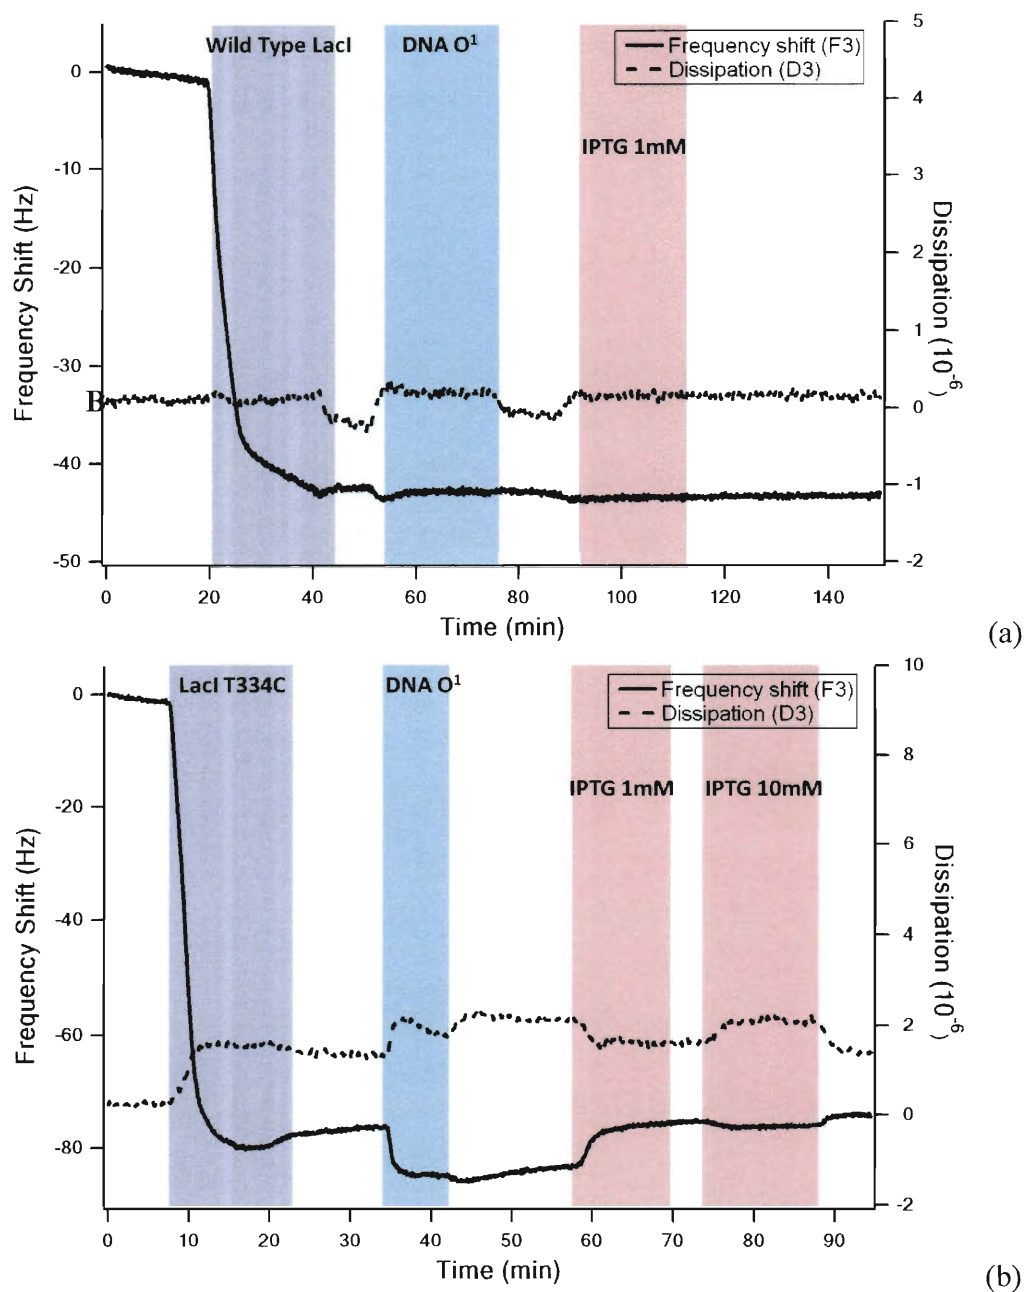 Wild Type LacI
DNA O¹
Frequency shift (F3)
Dissipation (D3)
IPTG 1mM
Frequency Shift (Hz)
0
-10
-20
-30
-40
-50
B
5
4
3
2
1
0
-1
-2
Dissipation (10⁻⁶)
0 20 40 60 80 100 120 140
Time (min)
(a)
LacI T334C
DNA O¹
Frequency shift (F3)
Dissipation (D3)
IPTG 1mM
IPTG 10mM
Frequency Shift (Hz)
0
-20
-40
-60
-80
10
8
6
4
2
0
-2
Dissipation (10⁻⁶)
0 10 20 30 40 50 60 70 80 90
Time (min)
(b)